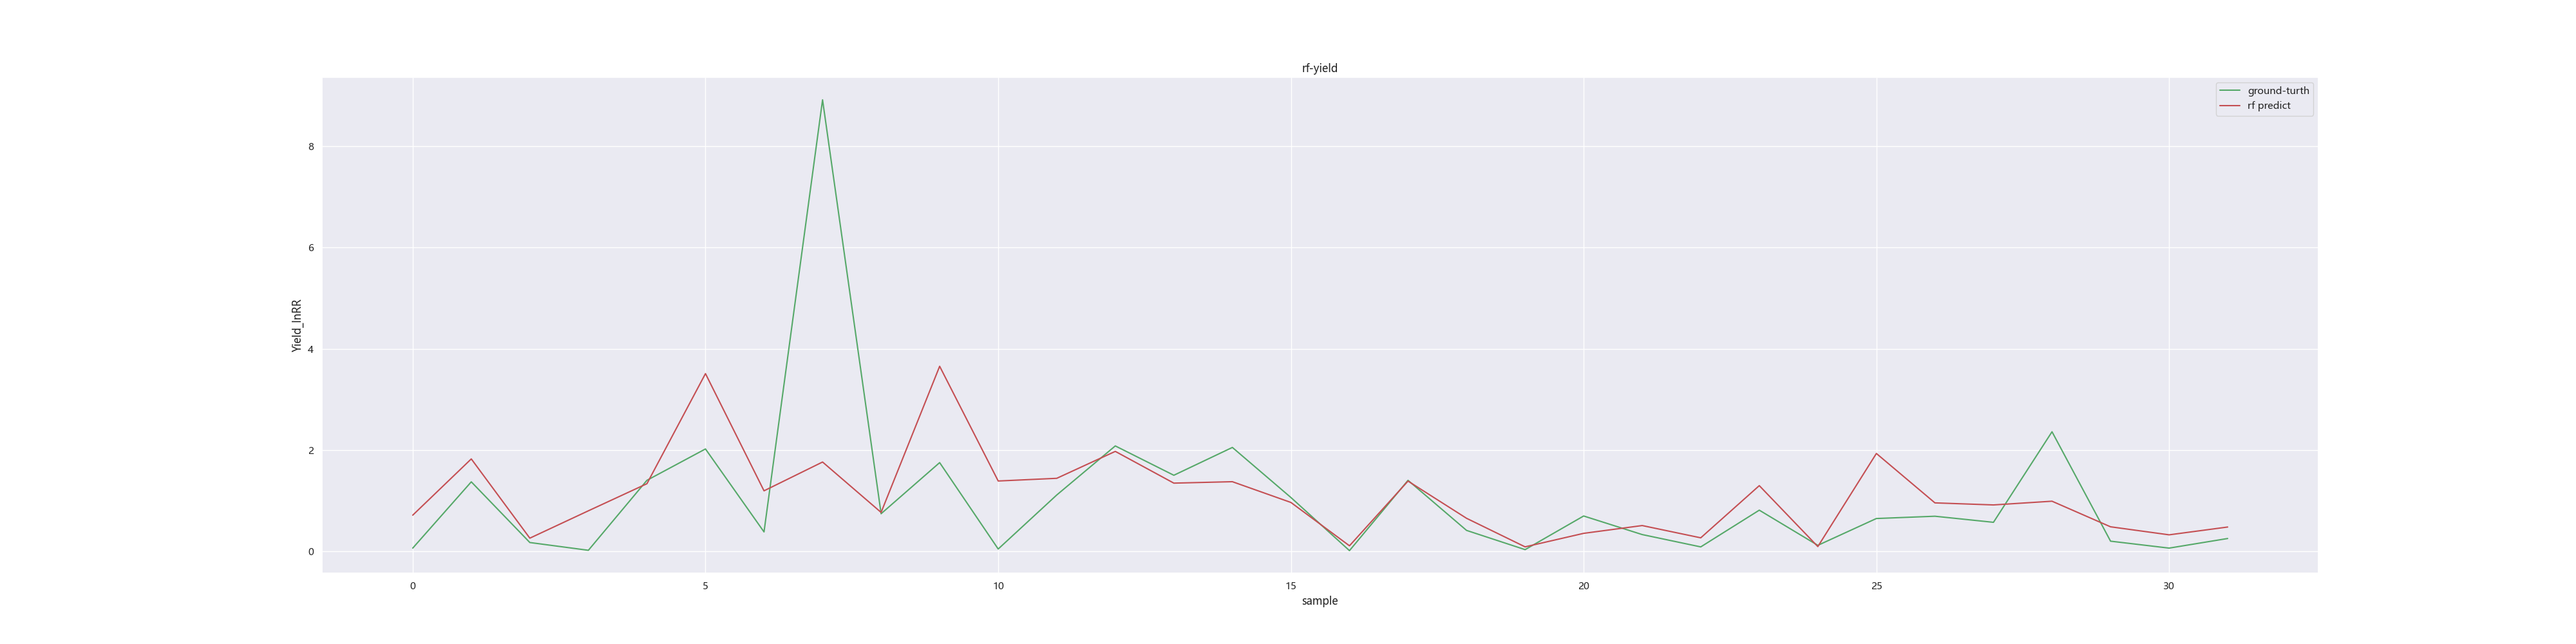 rf-yield
ground-turth
rf predict
Yield_lnRR
8
6
4
2
0
0 5 10 15 20 25 30
sample